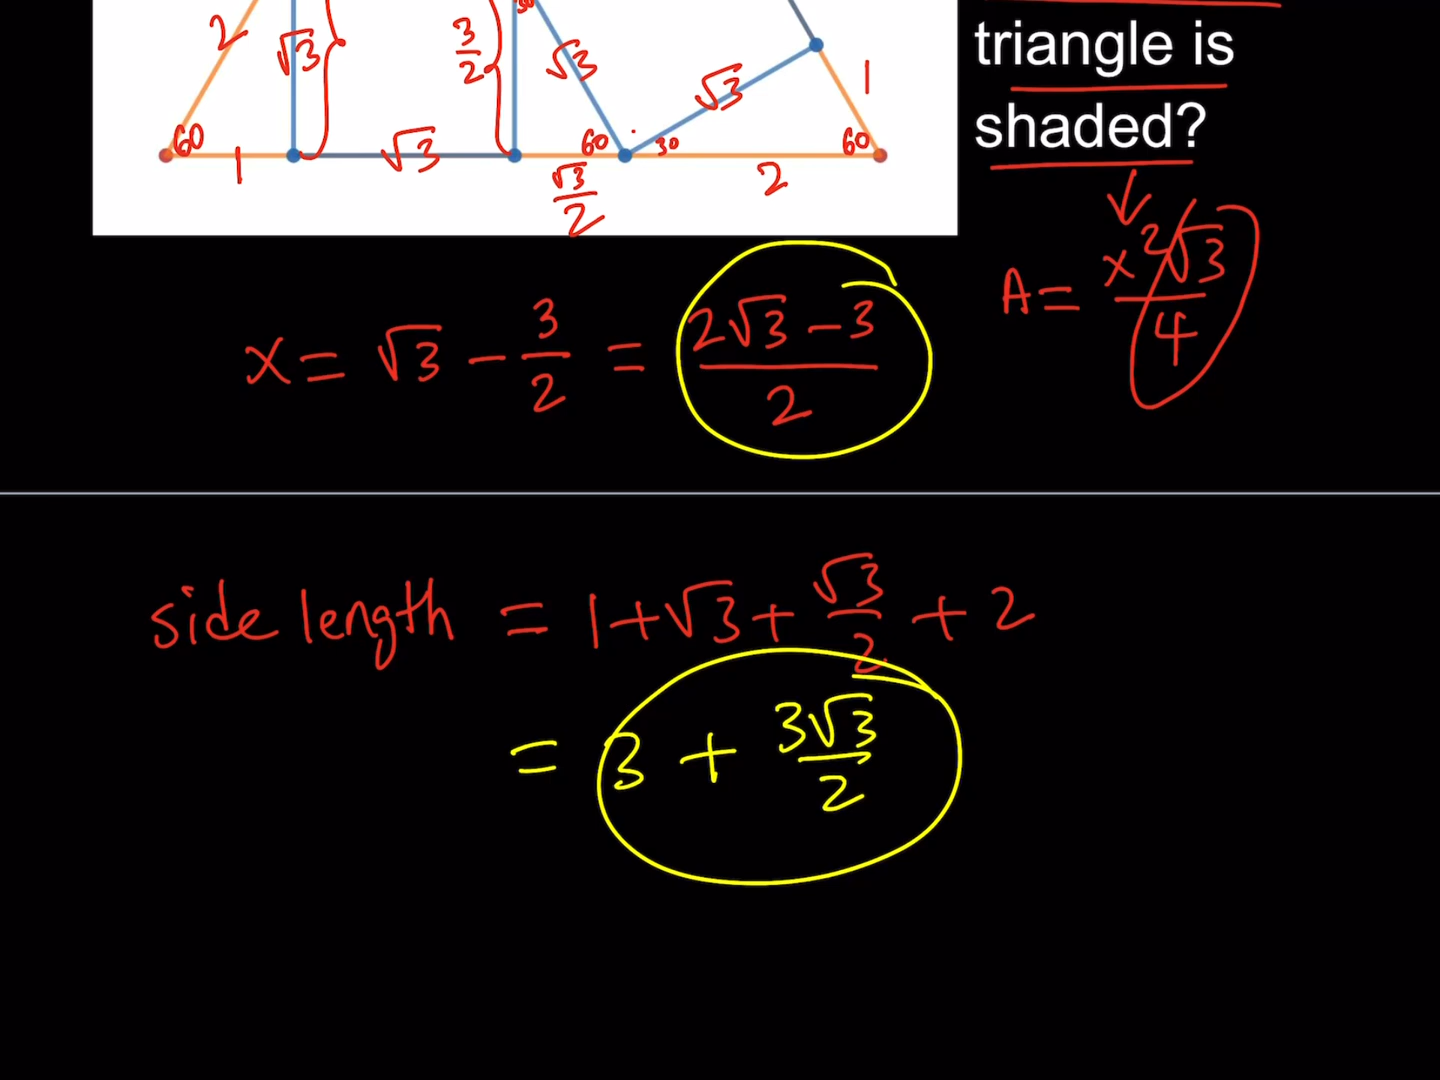 2 √3 3/2 30 √3 √3 1
60 1 √3 60 30 60
√3/2 2
triangle is
shaded?
A = x²√3/4
x = √3 − 3/2 = (2√3 − 3)/2
side length = 1 + √3 + √3/2 + 2
= 3 + 3√3/2